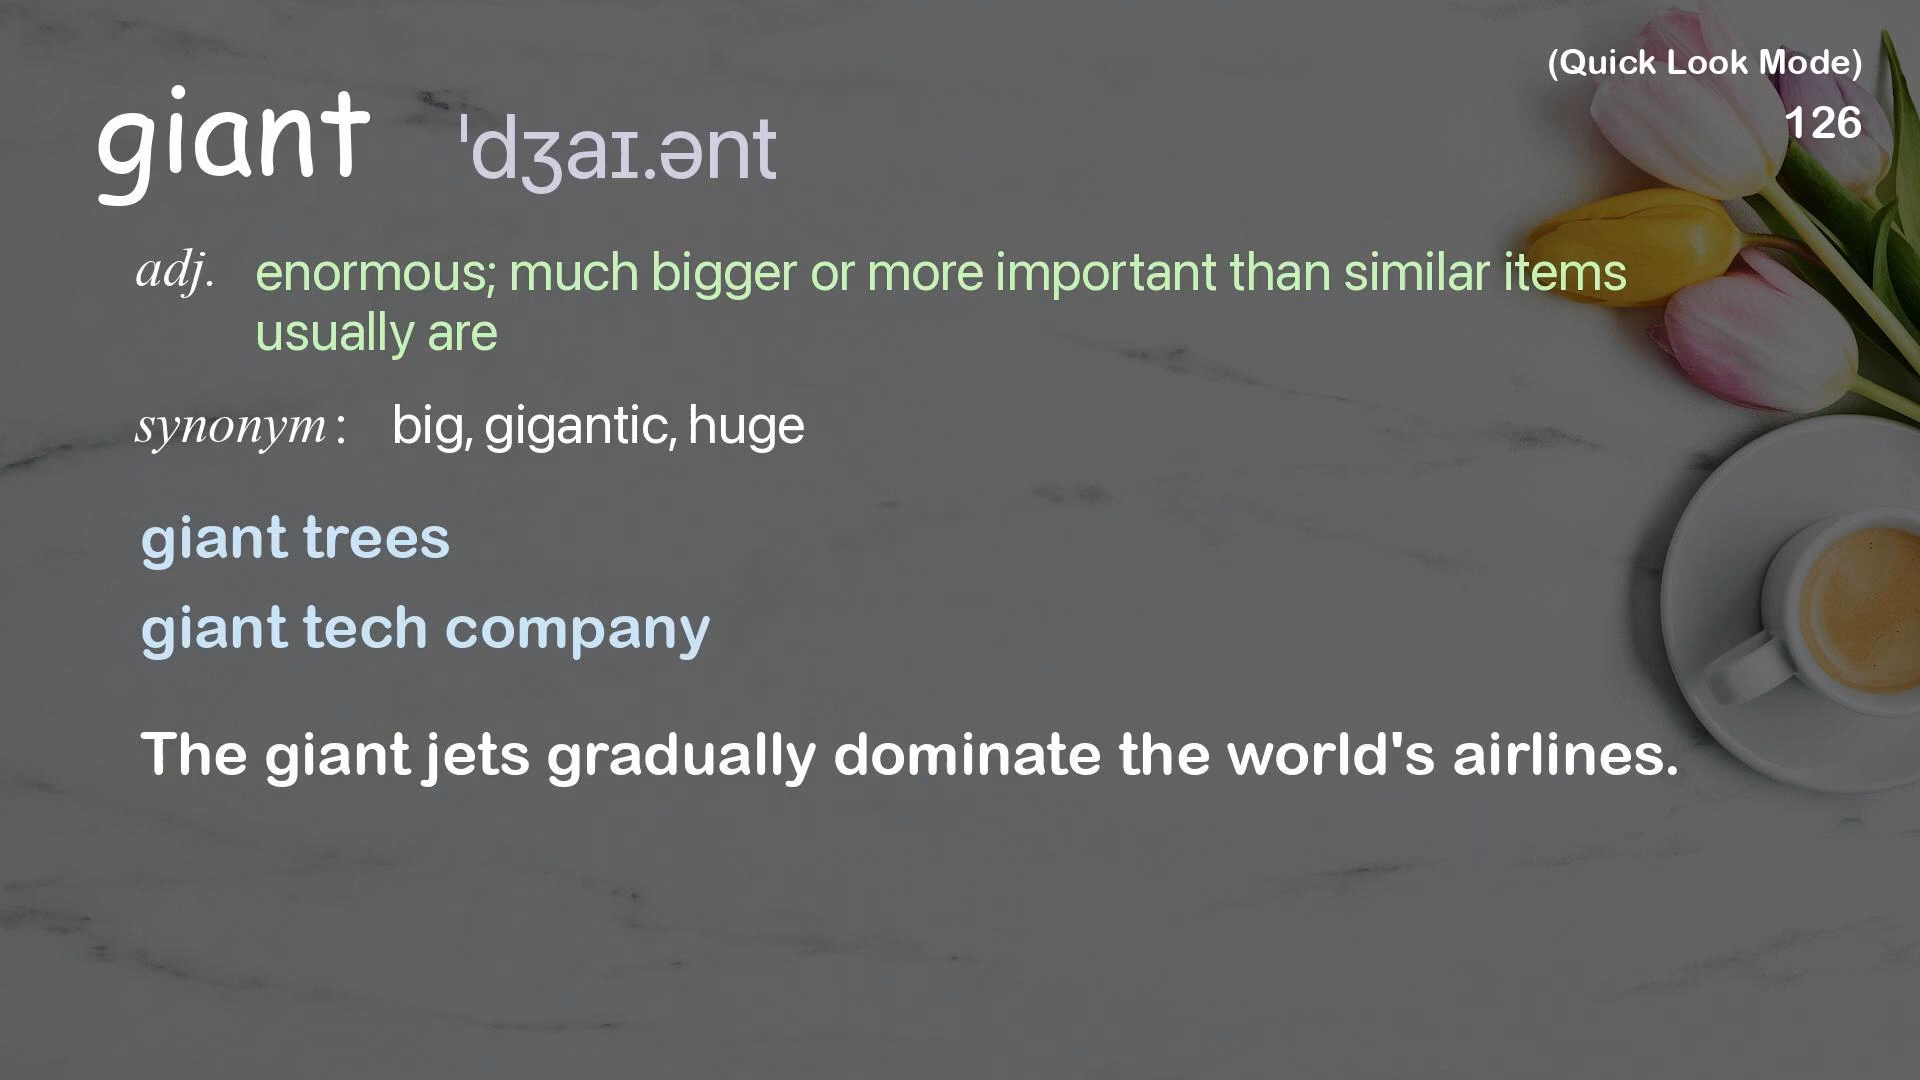 (Quick Look Mode)
126
giant ˈdʒaɪ.ənt
adj. enormous; much bigger or more important than similar items
usually are
synonym: big, gigantic, huge
giant trees
giant tech company
The giant jets gradually dominate the world's airlines.